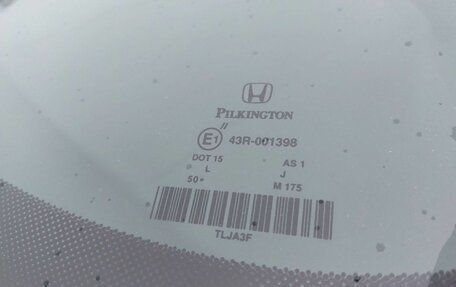 PILKINGTON
//
E1 43R-001398
DOT 15 AS 1
L J
50• M 175
TLJA3F